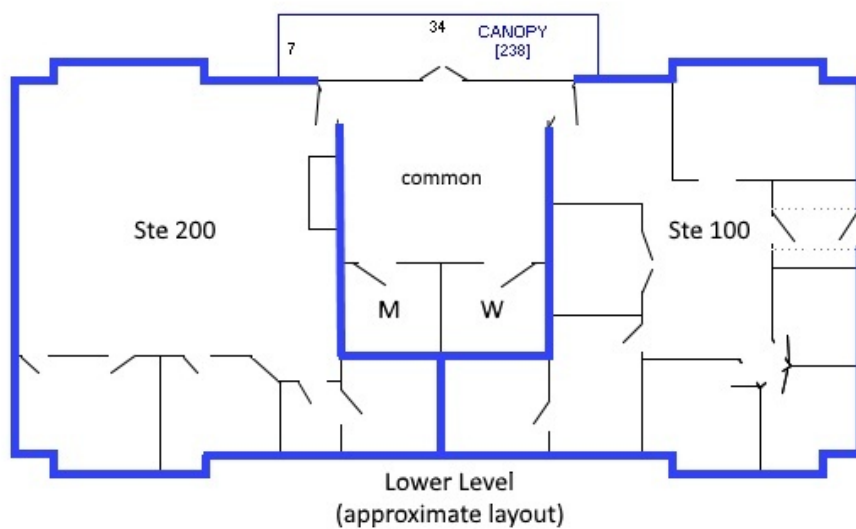 34
CANOPY
7
[238]
common
Ste 200
Ste 100
M
W
Lower Level
(approximate layout)